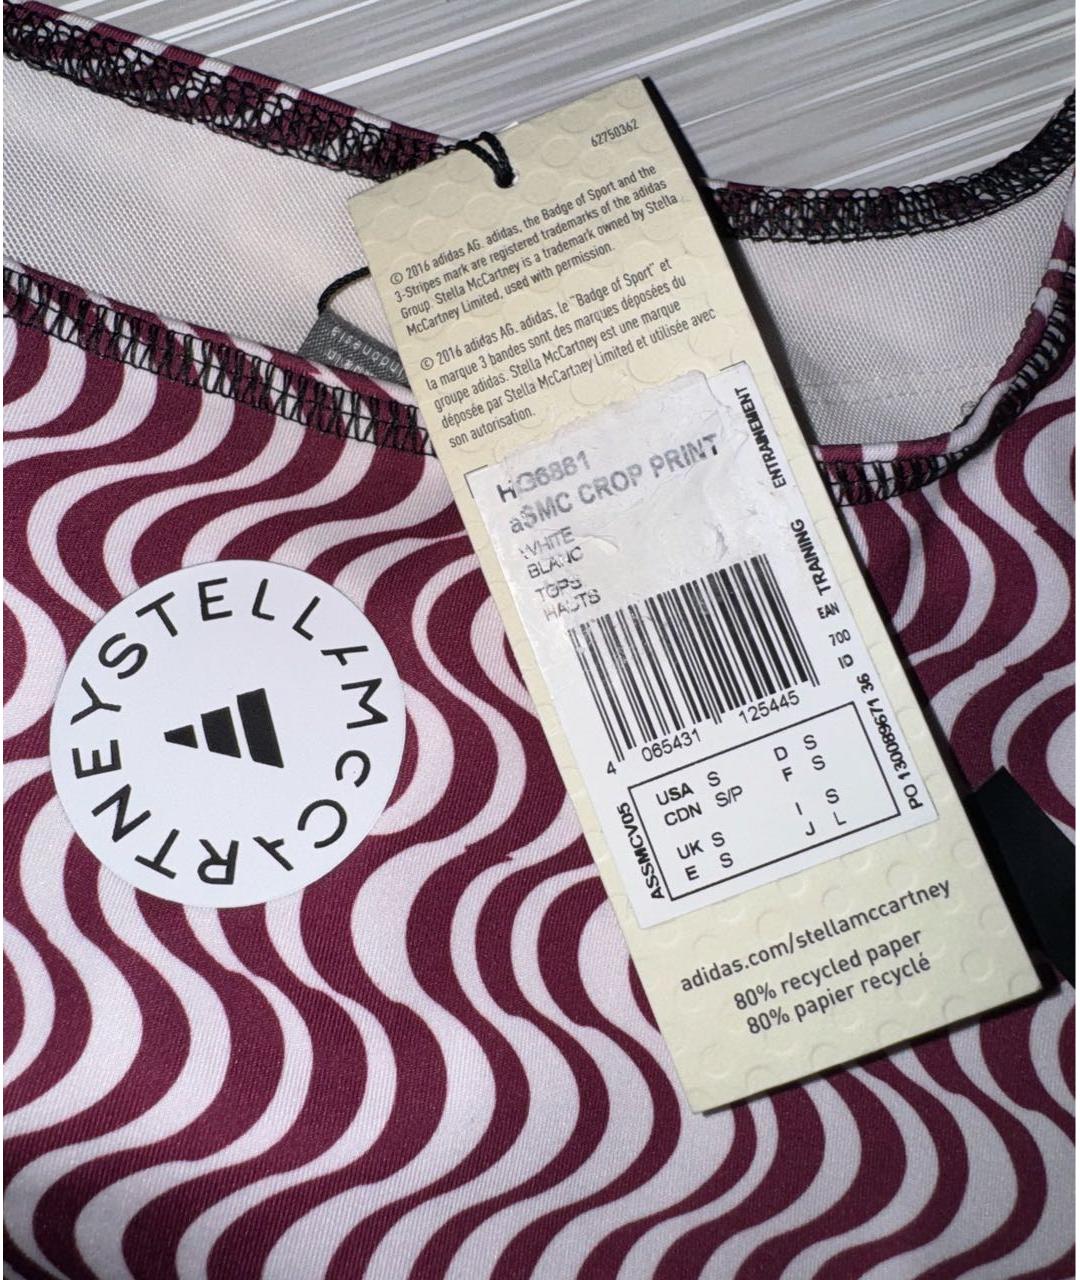 62750362
© 2016 adidas AG. adidas, the Badge of Sport and the
3-Stripes mark are registered trademarks of the adidas
Group. Stella McCartney is a trademark owned by Stella
McCartney Limited, used with permission.
© 2016 adidas AG. adidas, le "Badge of Sport" et
la marque 3 bandes sont des marques déposées du
groupe adidas. Stella McCartney est une marque
déposée par Stella McCartney Limited et utilisée avec
son autorisation.
HG6881
aSMC CROP PRINT
WHITE
BLANC
TOPS
HAUTS
TRAINING ENTRAINEMENT
EAN
IO 700
4 065431 125445
ASSMCV05
USA S D S
CDN S/P F S
UK S I S
E S J L
PO 130089671 36
adidas.com/stellamccartney
80% recycled paper
80% papier recyclé
STELLA McCARTNEY